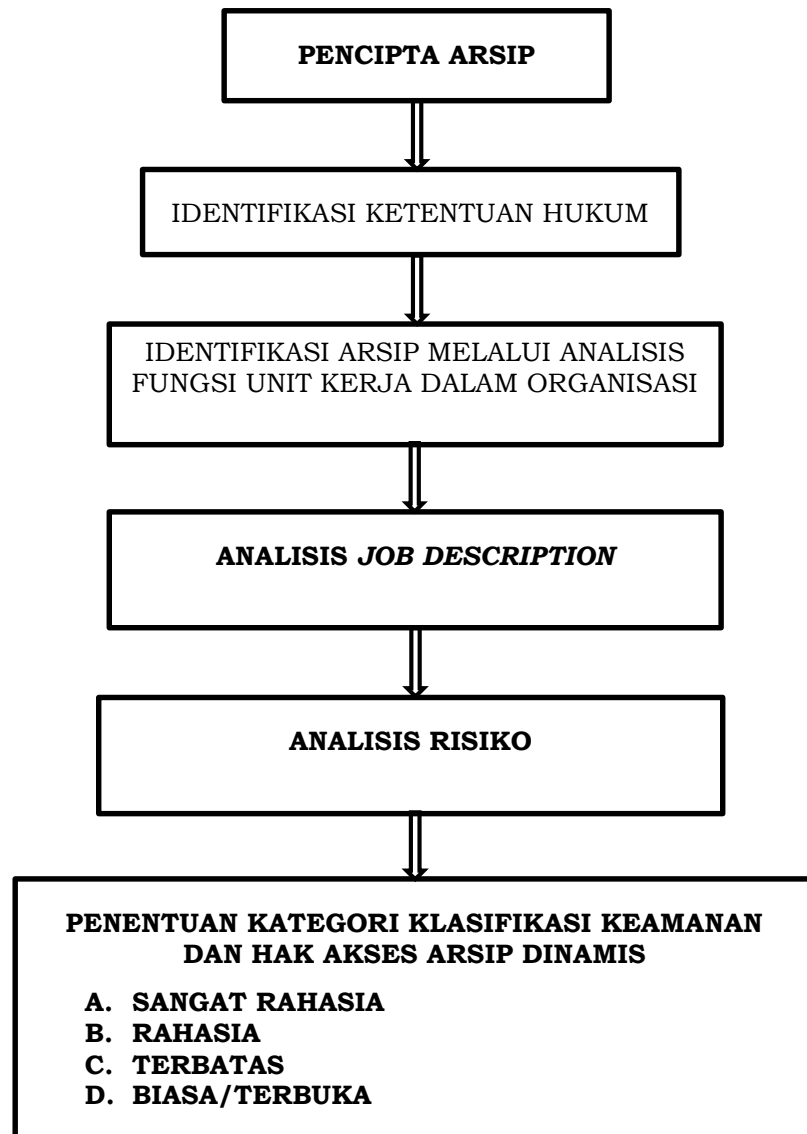 PENCIPTA ARSIP
IDENTIFIKASI KETENTUAN HUKUM
IDENTIFIKASI ARSIP MELALUI ANALISIS
FUNGSI UNIT KERJA DALAM ORGANISASI
ANALISIS JOB DESCRIPTION
ANALISIS RISIKO
PENENTUAN KATEGORI KLASIFIKASI KEAMANAN
DAN HAK AKSES ARSIP DINAMIS
A. SANGAT RAHASIA
B. RAHASIA
C. TERBATAS
D. BIASA/TERBUKA